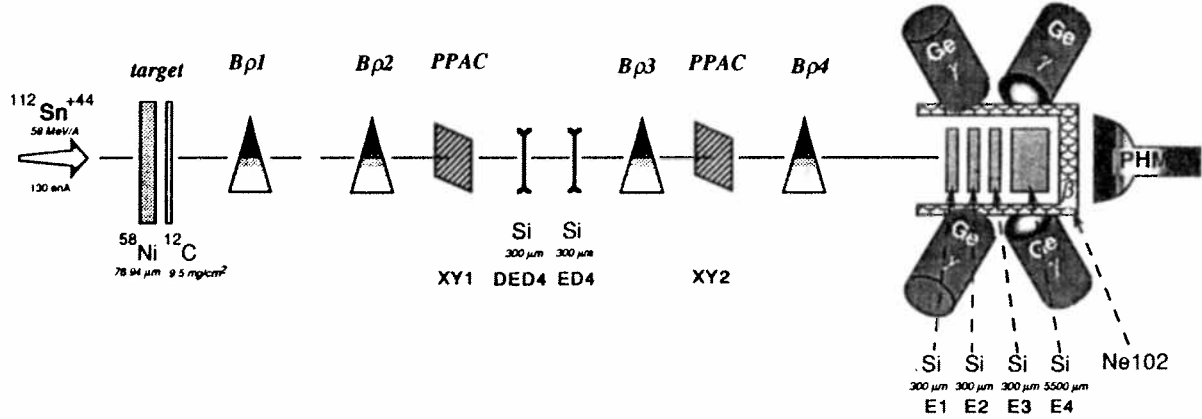 target
Bρ1
Bρ2
PPAC
Bρ3
PPAC
Bρ4
Ge
γ
Ge
γ
112Sn+44
58 MeV/A
130 enA
58Ni
78.94 μm
12C
9.5 mg/cm2
Si
300 μm
DED4
Si
300 μm
ED4
XY1
XY2
PHM
β
Ge
γ
Ge
γ
Si
300 μm
E1
Si
300 μm
E2
Si
300 μm
E3
Si
5500 μm
E4
Ne102